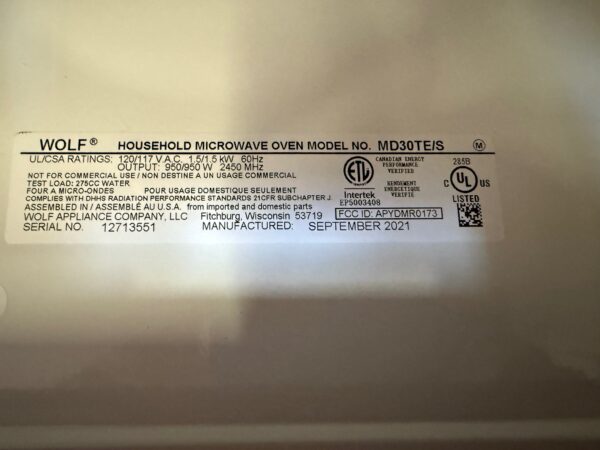 WOLF® HOUSEHOLD MICROWAVE OVEN MODEL NO. MD30TE/S M
UL/CSA RATINGS: 120/117 V.A.C. 1.5/1.5 kW 60Hz
OUTPUT: 950/950 W 2450 MHz
NOT FOR COMMERCIAL USE / NON DESTINE A UN USAGE COMMERCIAL
TEST LOAD: 275CC WATER
FOUR A MICRO-ONDES POUR USAGE DOMESTIQUE SEULEMENT
COMPLIES WITH DHHS RADIATION PERFORMANCE STANDARDS 21CFR SUBCHAPTER J
ASSEMBLED IN / ASSEMBLÉ AU U.S.A. from imported and domestic parts
WOLF APPLIANCE COMPANY, LLC Fitchburg, Wisconsin 53719
SERIAL NO. 12713551 MANUFACTURED: SEPTEMBER 2021
ETL
Intertek
EP5003408
CANADIAN ENERGY
PERFORMANCE
VERIFIED
RENDEMENT
ENERGETIQUE
VERIFIE
FCC ID: APYDMR0173
285B
C UL US
LISTED